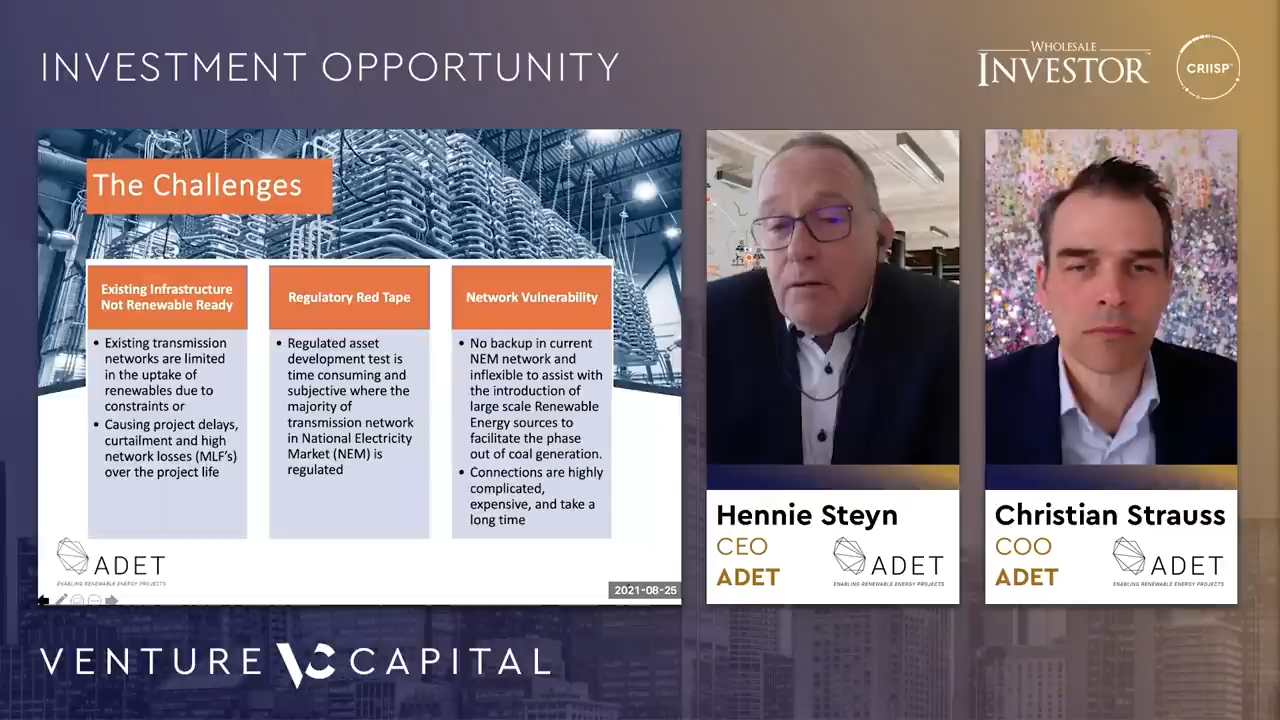 INVESTMENT OPPORTUNITY
WHOLESALE
INVESTOR
CRIISP
The Challenges
Existing Infrastructure
Not Renewable Ready
• Existing transmission
networks are limited
in the uptake of
renewables due to
constraints or
• Causing project delays,
curtailment and high
network losses (MLF's)
over the project life
Regulatory Red Tape
• Regulated asset
development test is
time consuming and
subjective where the
majority of
transmission network
in National Electricity
Market (NEM) is
regulated
Network Vulnerability
• No backup in current
NEM network and
inflexible to assist with
the introduction of
large scale Renewable
Energy sources to
facilitate the phase
out of coal generation.
• Connections are highly
complicated,
expensive, and take a
long time
ADET
ENABLING RENEWABLE ENERGY PROJECTS
2021-08-25
Hennie Steyn
CEO
ADET
ADET
ENABLING RENEWABLE ENERGY PROJECTS
Christian Strauss
COO
ADET
ADET
ENABLING RENEWABLE ENERGY PROJECTS
VENTURE VC CAPITAL